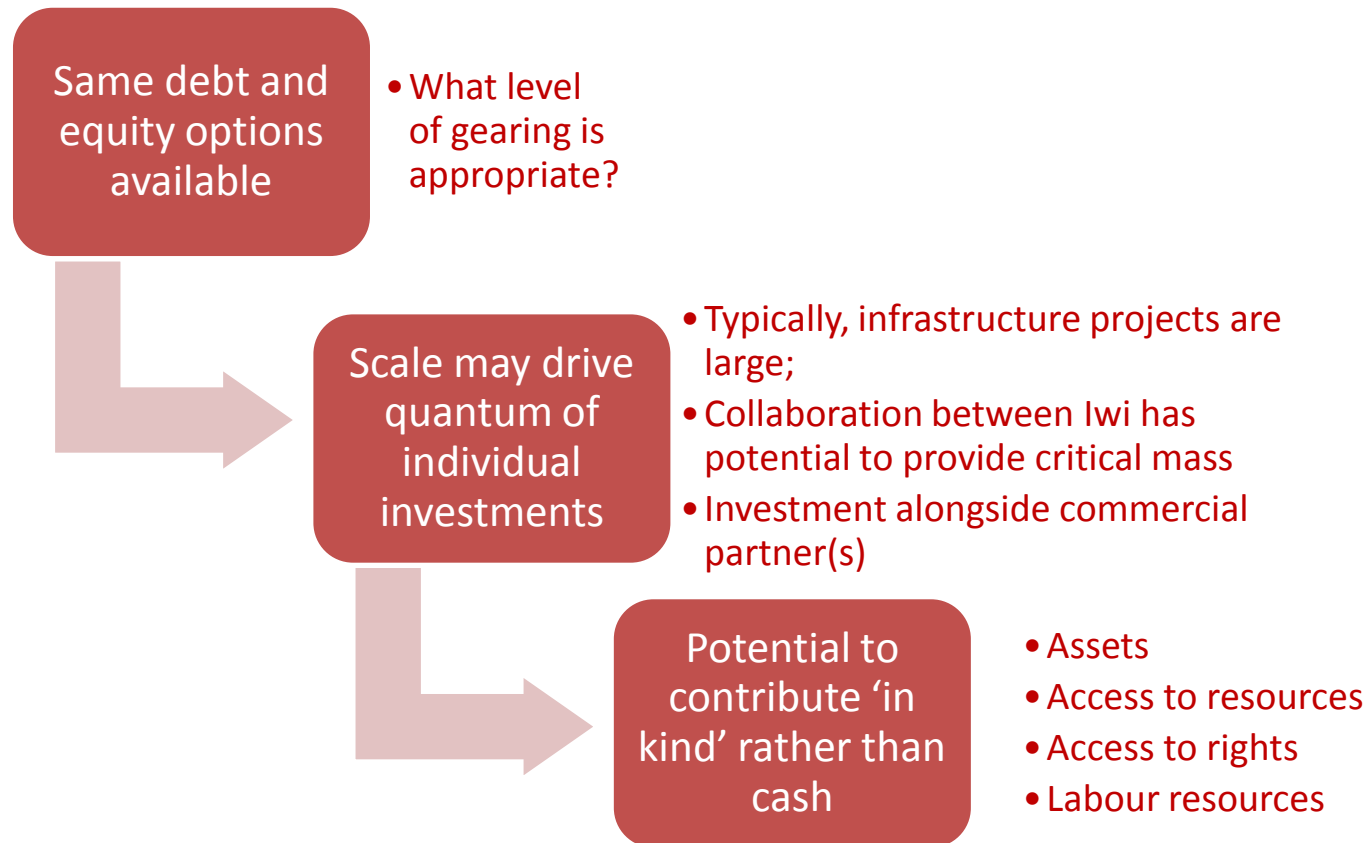 Same debt and
equity options
available
• What level
of gearing is
appropriate?
Scale may drive
quantum of
individual
investments
• Typically, infrastructure projects are
large;
• Collaboration between Iwi has
potential to provide critical mass
• Investment alongside commercial
partner(s)
Potential to
contribute ‘in
kind’ rather than
cash
• Assets
• Access to resources
• Access to rights
• Labour resources